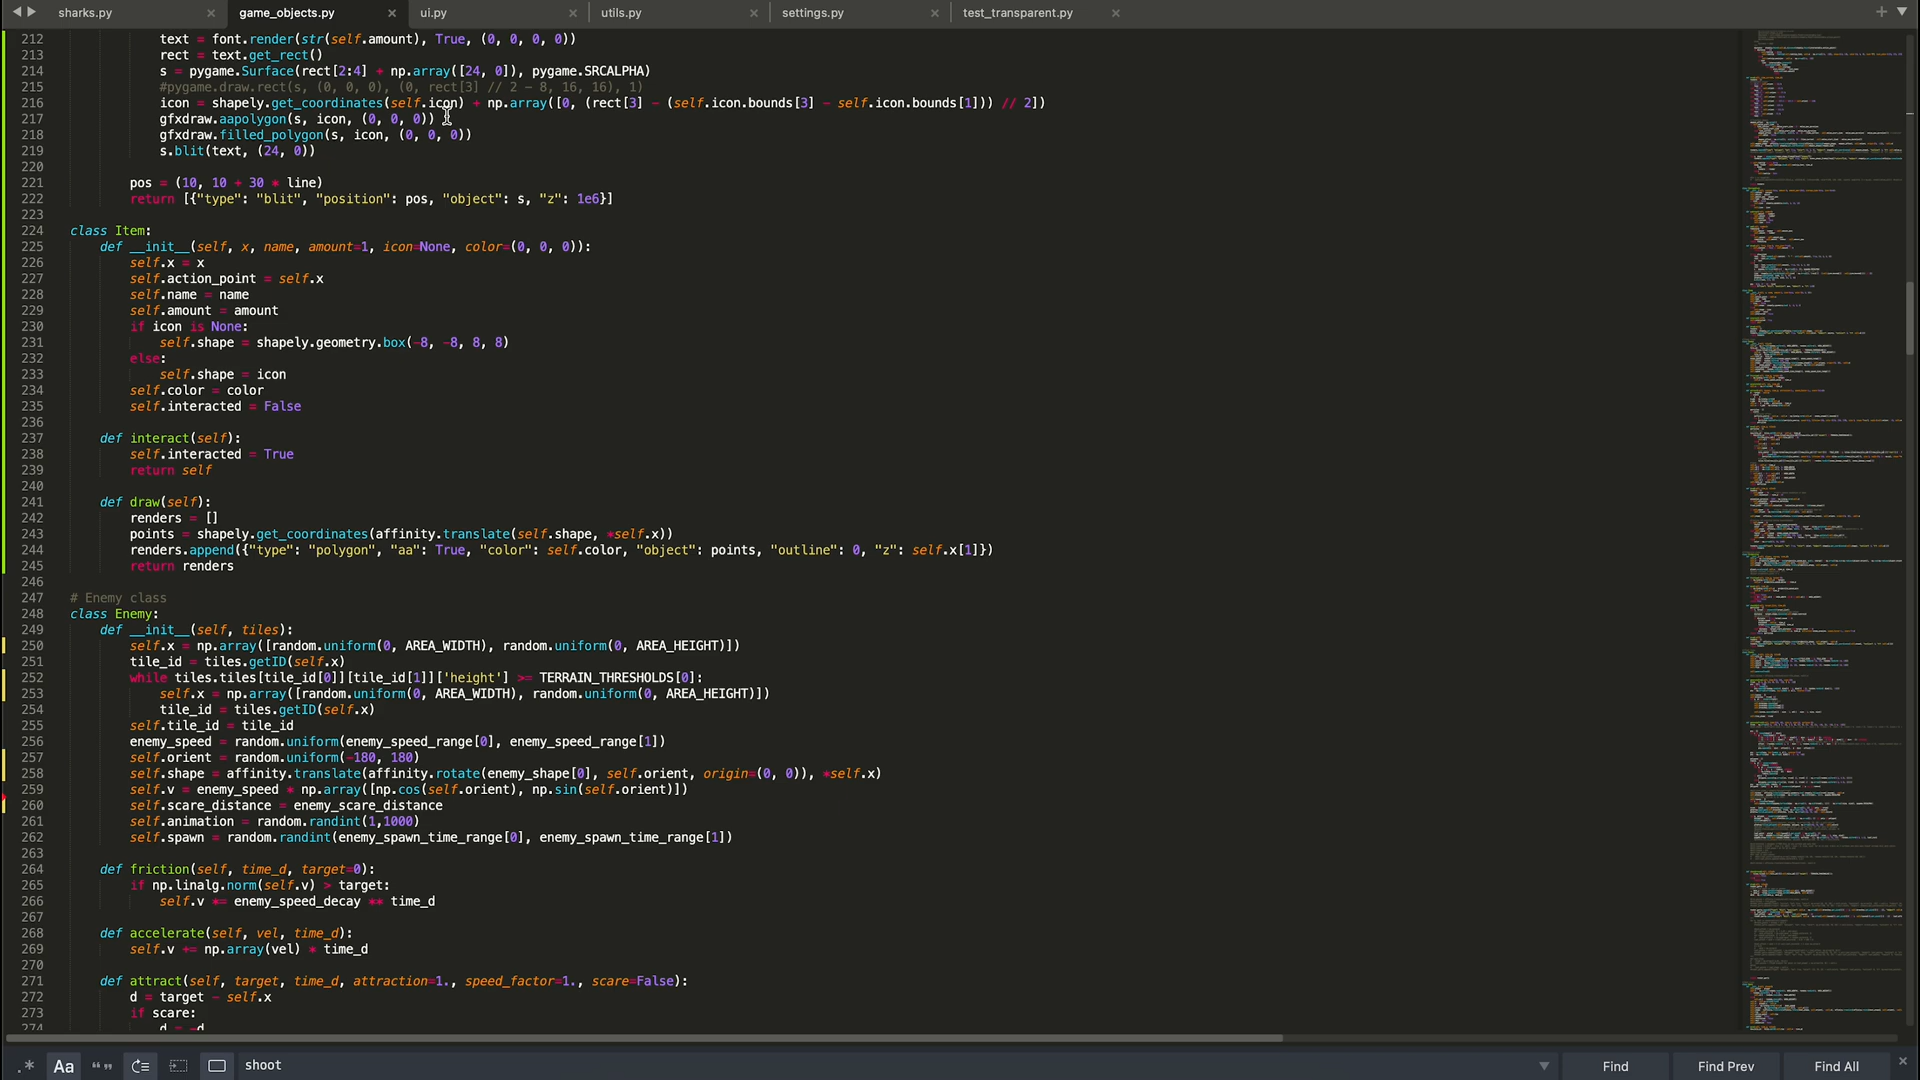 sharks.py
game_objects.py
ui.py
utils.py
settings.py
test_transparent.py
212 text = font.render(str(self.amount), True, (0, 0, 0, 0))
213 rect = text.get_rect()
214 s = pygame.Surface(rect[2:4] + np.array([24, 0]), pygame.SRCALPHA)
215 #pygame.draw.rect(s, (0, 0, 0), (0, rect[3] // 2 - 8, 16, 16), 1)
216 icon = shapely.get_coordinates(self.icon) + np.array([0, (rect[3] - (self.icon.bounds[3] - self.icon.bounds[1])) // 2])
217 gfxdraw.aapolygon(s, icon, (0, 0, 0))
218 gfxdraw.filled_polygon(s, icon, (0, 0, 0))
219 s.blit(text, (24, 0))
220
221 pos = (10, 10 + 30 * line)
222 return [{"type": "blit", "position": pos, "object": s, "z": 1e6}]
223
224 class Item:
225 def __init__(self, x, name, amount=1, icon=None, color=(0, 0, 0)):
226 self.x = x
227 self.action_point = self.x
228 self.name = name
229 self.amount = amount
230 if icon is None:
231 self.shape = shapely.geometry.box(-8, -8, 8, 8)
232 else:
233 self.shape = icon
234 self.color = color
235 self.interacted = False
236
237 def interact(self):
238 self.interacted = True
239 return self
240
241 def draw(self):
242 renders = []
243 points = shapely.get_coordinates(affinity.translate(self.shape, *self.x))
244 renders.append({"type": "polygon", "aa": True, "color": self.color, "object": points, "outline": 0, "z": self.x[1]})
245 return renders
246
247 # Enemy class
248 class Enemy:
249 def __init__(self, tiles):
250 self.x = np.array([random.uniform(0, AREA_WIDTH), random.uniform(0, AREA_HEIGHT)])
251 tile_id = tiles.getID(self.x)
252 while tiles.tiles[tile_id[0]][tile_id[1]]['height'] >= TERRAIN_THRESHOLDS[0]:
253 self.x = np.array([random.uniform(0, AREA_WIDTH), random.uniform(0, AREA_HEIGHT)])
254 tile_id = tiles.getID(self.x)
255 self.tile_id = tile_id
256 enemy_speed = random.uniform(enemy_speed_range[0], enemy_speed_range[1])
257 self.orient = random.uniform(-180, 180)
258 self.shape = affinity.translate(affinity.rotate(enemy_shape[0], self.orient, origin=(0, 0)), *self.x)
259 self.v = enemy_speed * np.array([np.cos(self.orient), np.sin(self.orient)])
260 self.scare_distance = enemy_scare_distance
261 self.animation = random.randint(1,1000)
262 self.spawn = random.randint(enemy_spawn_time_range[0], enemy_spawn_time_range[1])
263
264 def friction(self, time_d, target=0):
265 if np.linalg.norm(self.v) > target:
266 self.v *= enemy_speed_decay ** time_d
267
268 def accelerate(self, vel, time_d):
269 self.v += np.array(vel) * time_d
270
271 def attract(self, target, time_d, attraction=1., speed_factor=1., scare=False):
272 d = target - self.x
273 if scare:
274 d = -d
.* Aa “” shoot Find Find Prev Find All